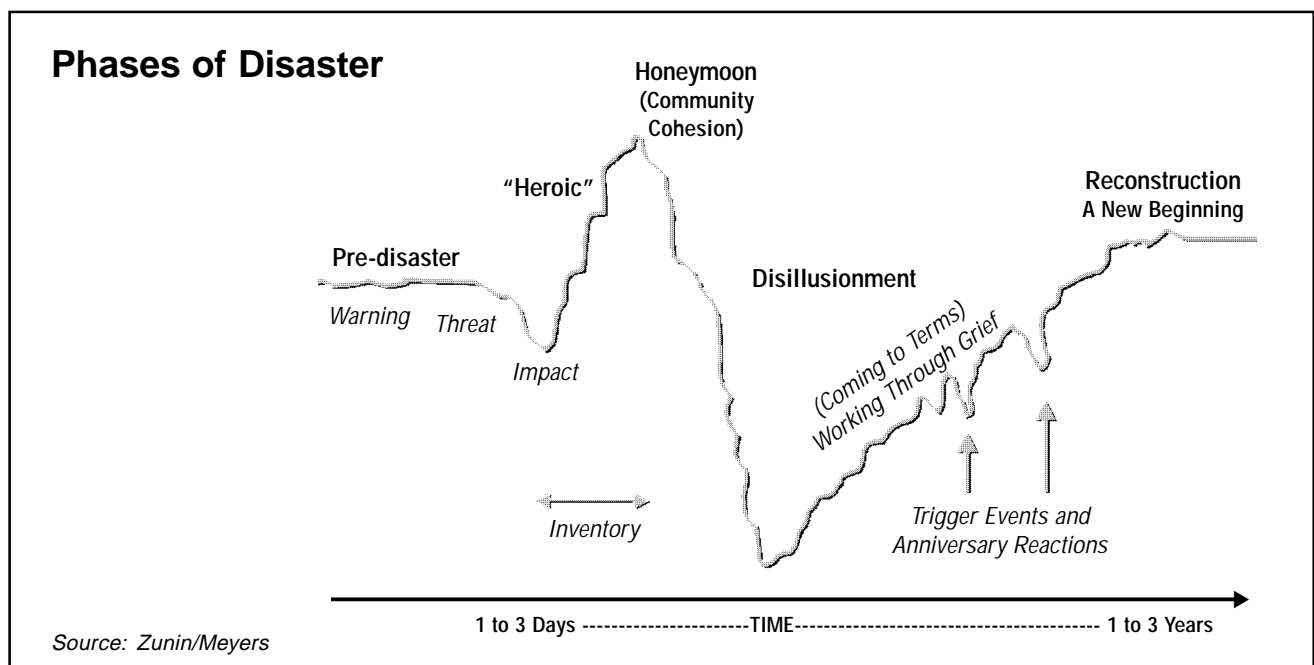 Phases of Disaster
Honeymoon
(Community
Cohesion)
“Heroic”
Reconstruction
A New Beginning
Pre-disaster
Disillusionment
Warning
Threat
Impact
(Coming to Terms)
Working Through Grief
Inventory
Trigger Events and
Anniversary Reactions
1 to 3 Days ----------------------TIME---------------------------------------- 1 to 3 Years
Source: Zunin/Meyers